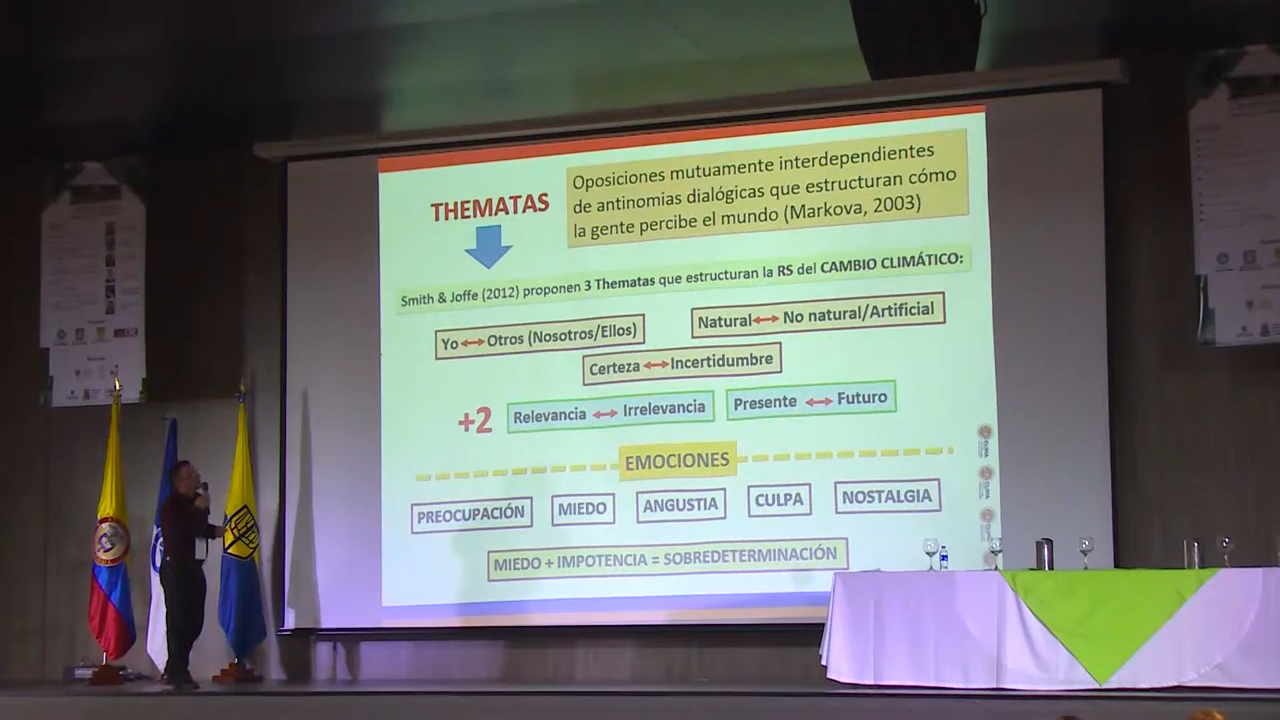 THEMATAS
Oposiciones mutuamente interdependientes
de antinomias dialógicas que estructuran cómo
la gente percibe el mundo (Markova, 2003)
Smith & Joffe (2012) proponen 3 Thematas que estructuran la RS del CAMBIO CLIMÁTICO:
Yo↔Otros (Nosotros/Ellos)
Natural↔No natural/Artificial
Certeza↔Incertidumbre
+2
Relevancia ↔ Irrelevancia
Presente ↔ Futuro
EMOCIONES
PREOCUPACIÓN
MIEDO
ANGUSTIA
CULPA
NOSTALGIA
MIEDO + IMPOTENCIA = SOBREDETERMINACIÓN